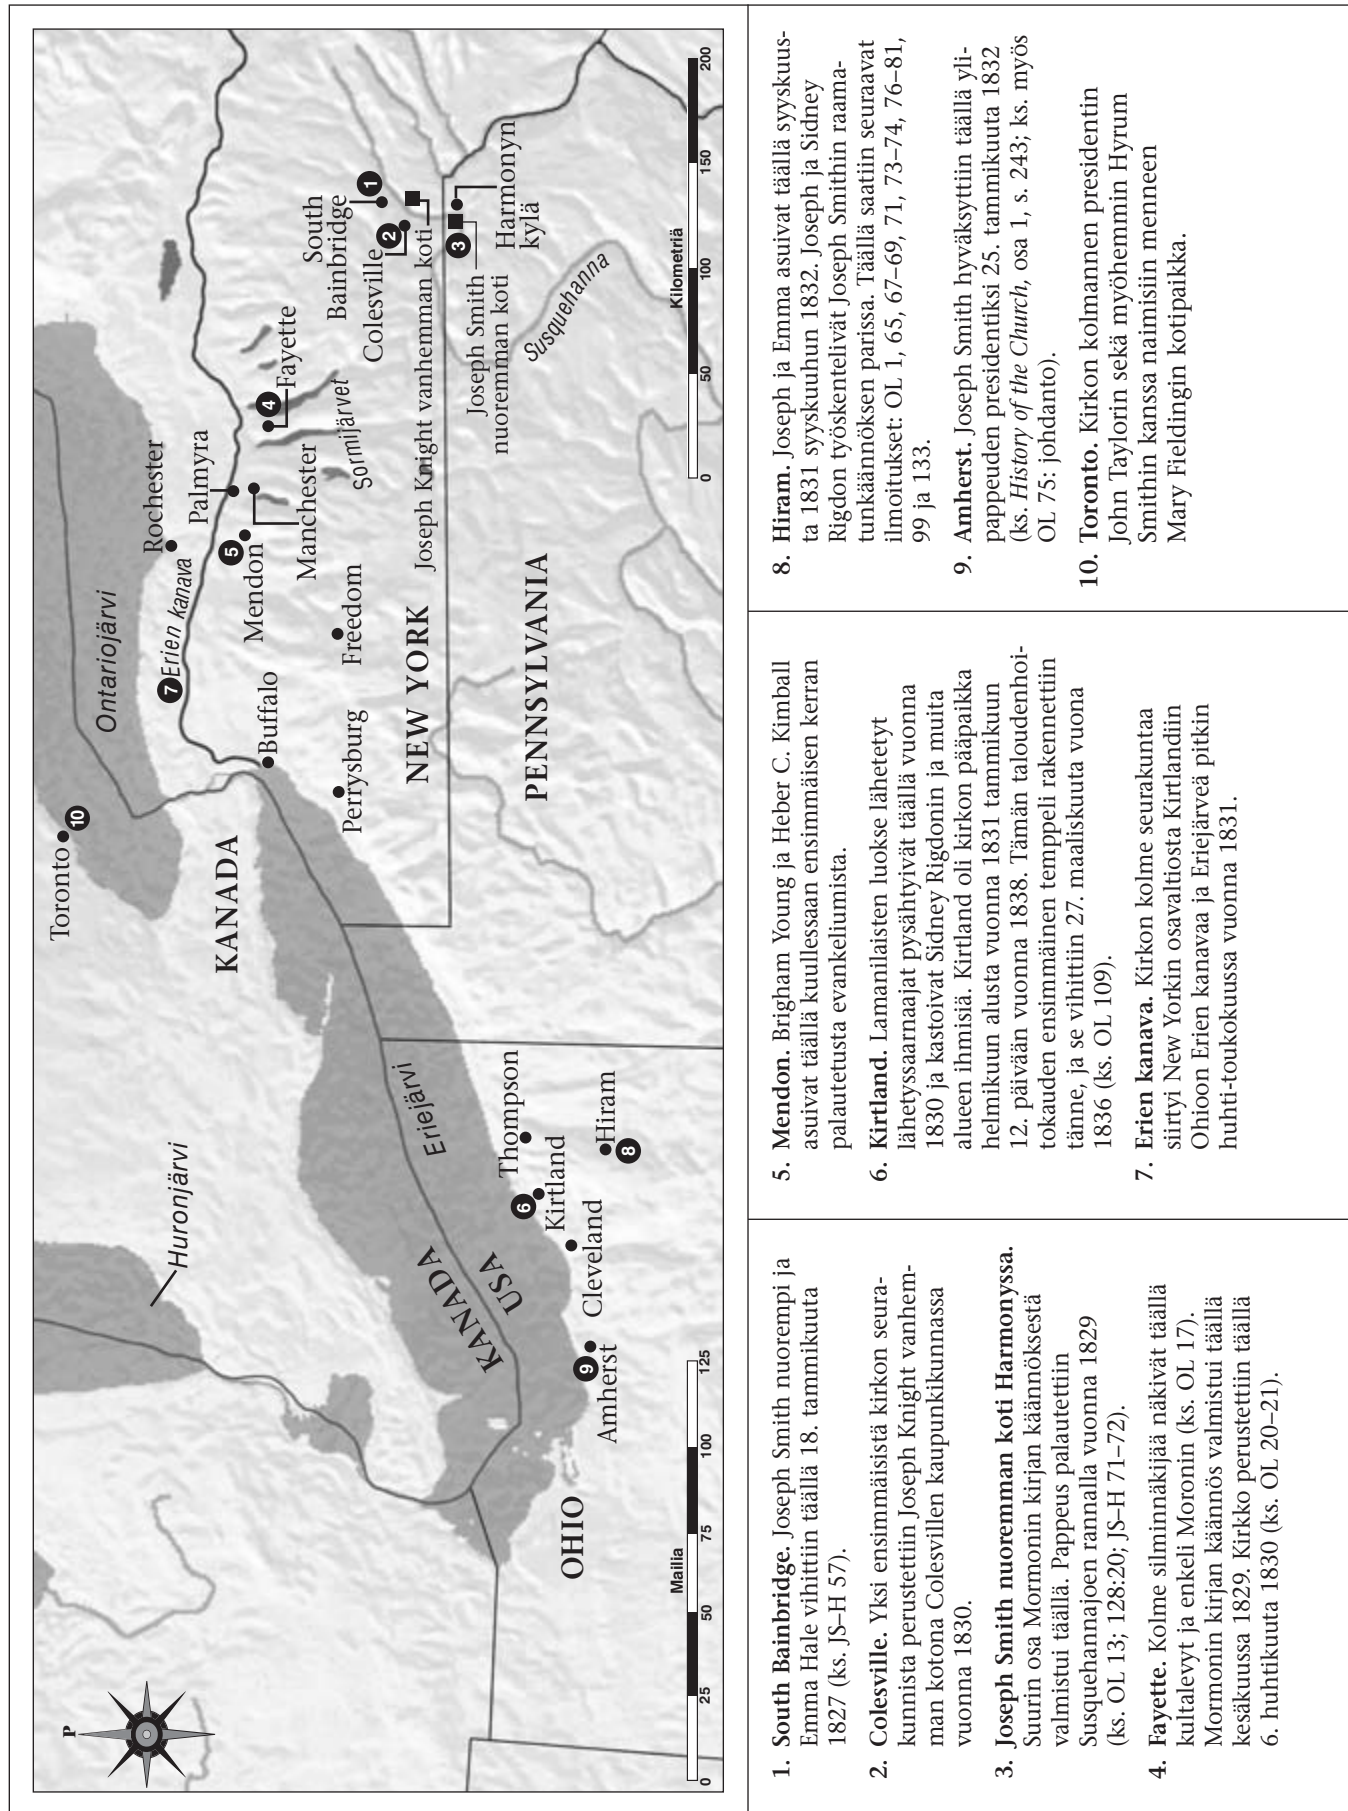 P
Huronjärvi
Toronto
10
Ontariojärvi
KANADA
7
Erien kanava
Rochester
Palmyra
Buffalo
5
Mendon
Manchester
4
Fayette
Sormijärvet
Perrysburg
Freedom
NEW YORK
PENNSYLVANIA
South
Bainbridge
1
Colesville
2
Joseph Knight vanhemman koti
3
Joseph Smith
nuoremman koti
Harmonyn
kylä
Susquehanna
Eriejärvi
KANADA
USA
Thompson
6
Kirtland
Cleveland
Hiram
8
9
Amherst
OHIO
Mailia
0 25 50 75 100 125
Kilometriä
0 50 100 150 200
1. South Bainbridge. Joseph Smith nuorempi ja
Emma Hale vihittiin täällä 18. tammikuuta
1827 (ks. JS–H 57).
2. Colesville. Yksi ensimmäisistä kirkon seura-
kunnista perustettiin Joseph Knight vanhem-
man kotona Colesvillen kaupunkikunnassa
vuonna 1830.
3. Joseph Smith nuoremman koti Harmonyssa.
Suurin osa Mormonin kirjan käännöksestä
valmistui täällä. Pappeus palautettiin
Susquehannajoen rannalla vuonna 1829
(ks. OL 13; 128:20; JS–H 71–72).
4. Fayette. Kolme silminnäkijää näkivät täällä
kultalevyt ja enkeli Moronin (ks. OL 17).
Mormonin kirjan käännös valmistui täällä
kesäkuussa 1829. Kirkko perustettiin täällä
6. huhtikuuta 1830 (ks. OL 20–21).
5. Mendon. Brigham Young ja Heber C. Kimball
asuivat täällä kuullessaan ensimmäisen kerran
palautetusta evankeliumista.
6. Kirtland. Lamanilaisten luokse lähetetyt
lähetyssaarnaajat pysähtyivät täällä vuonna
1830 ja kastoivat Sidney Rigdonin ja muita
alueen ihmisiä. Kirtland oli kirkon pääpaikka
helmikuun alusta vuonna 1831 tammikuun
12. päivään vuonna 1838. Tämän taloudenhoi-
tokauden ensimmäinen temppeli rakennettin
tänne, ja se vihittiin 27. maaliskuuta vuona
1836 (ks. OL 109).
7. Erien kanava. Kirkon kolme seurakuntaa
siirtyi New Yorkin osavaltiosta Kirtlandiin
Ohioon Erien kanavaa ja Eriejärveä pitkin
huhti-toukokuussa vuonna 1831.
8. Hiram. Joseph ja Emma asuivat täällä syyskuus-
ta 1831 syyskuhun 1832. Joseph ja Sidney
Rigdon työskentelivät Joseph Smithin raama-
tunkäännöksen parissa. Täällä saatiin seuraavat
ilmoitukset: OL 1, 65, 67–69, 71, 73–74, 76–81,
99 ja 133.
9. Amherst. Joseph Smith hyväksyttiin täällä yli-
pappeuden presidentiksi 25. tammikuuta 1832
(ks. History of the Church, osa 1, s. 243; ks. myös
OL 75: johdanto).
10. Toronto. Kirkon kolmannen presidentin
John Taylorin sekä myöhemmin Hyrum
Smithin kanssa naimisiin menneen
Mary Fieldingin kotipaikka.